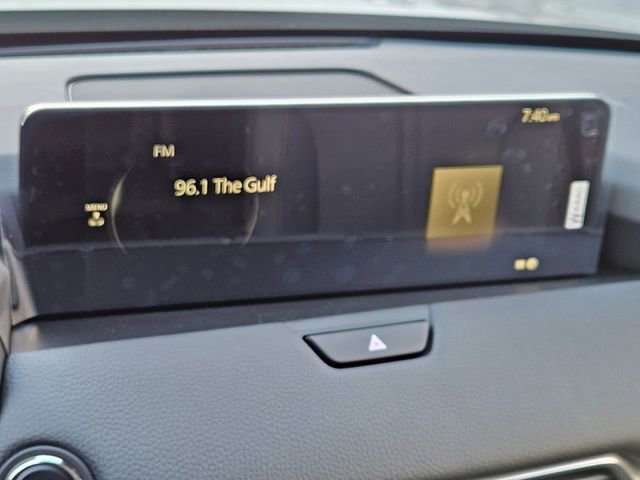 7:40am
FM
96.1 The Gulf
MENU